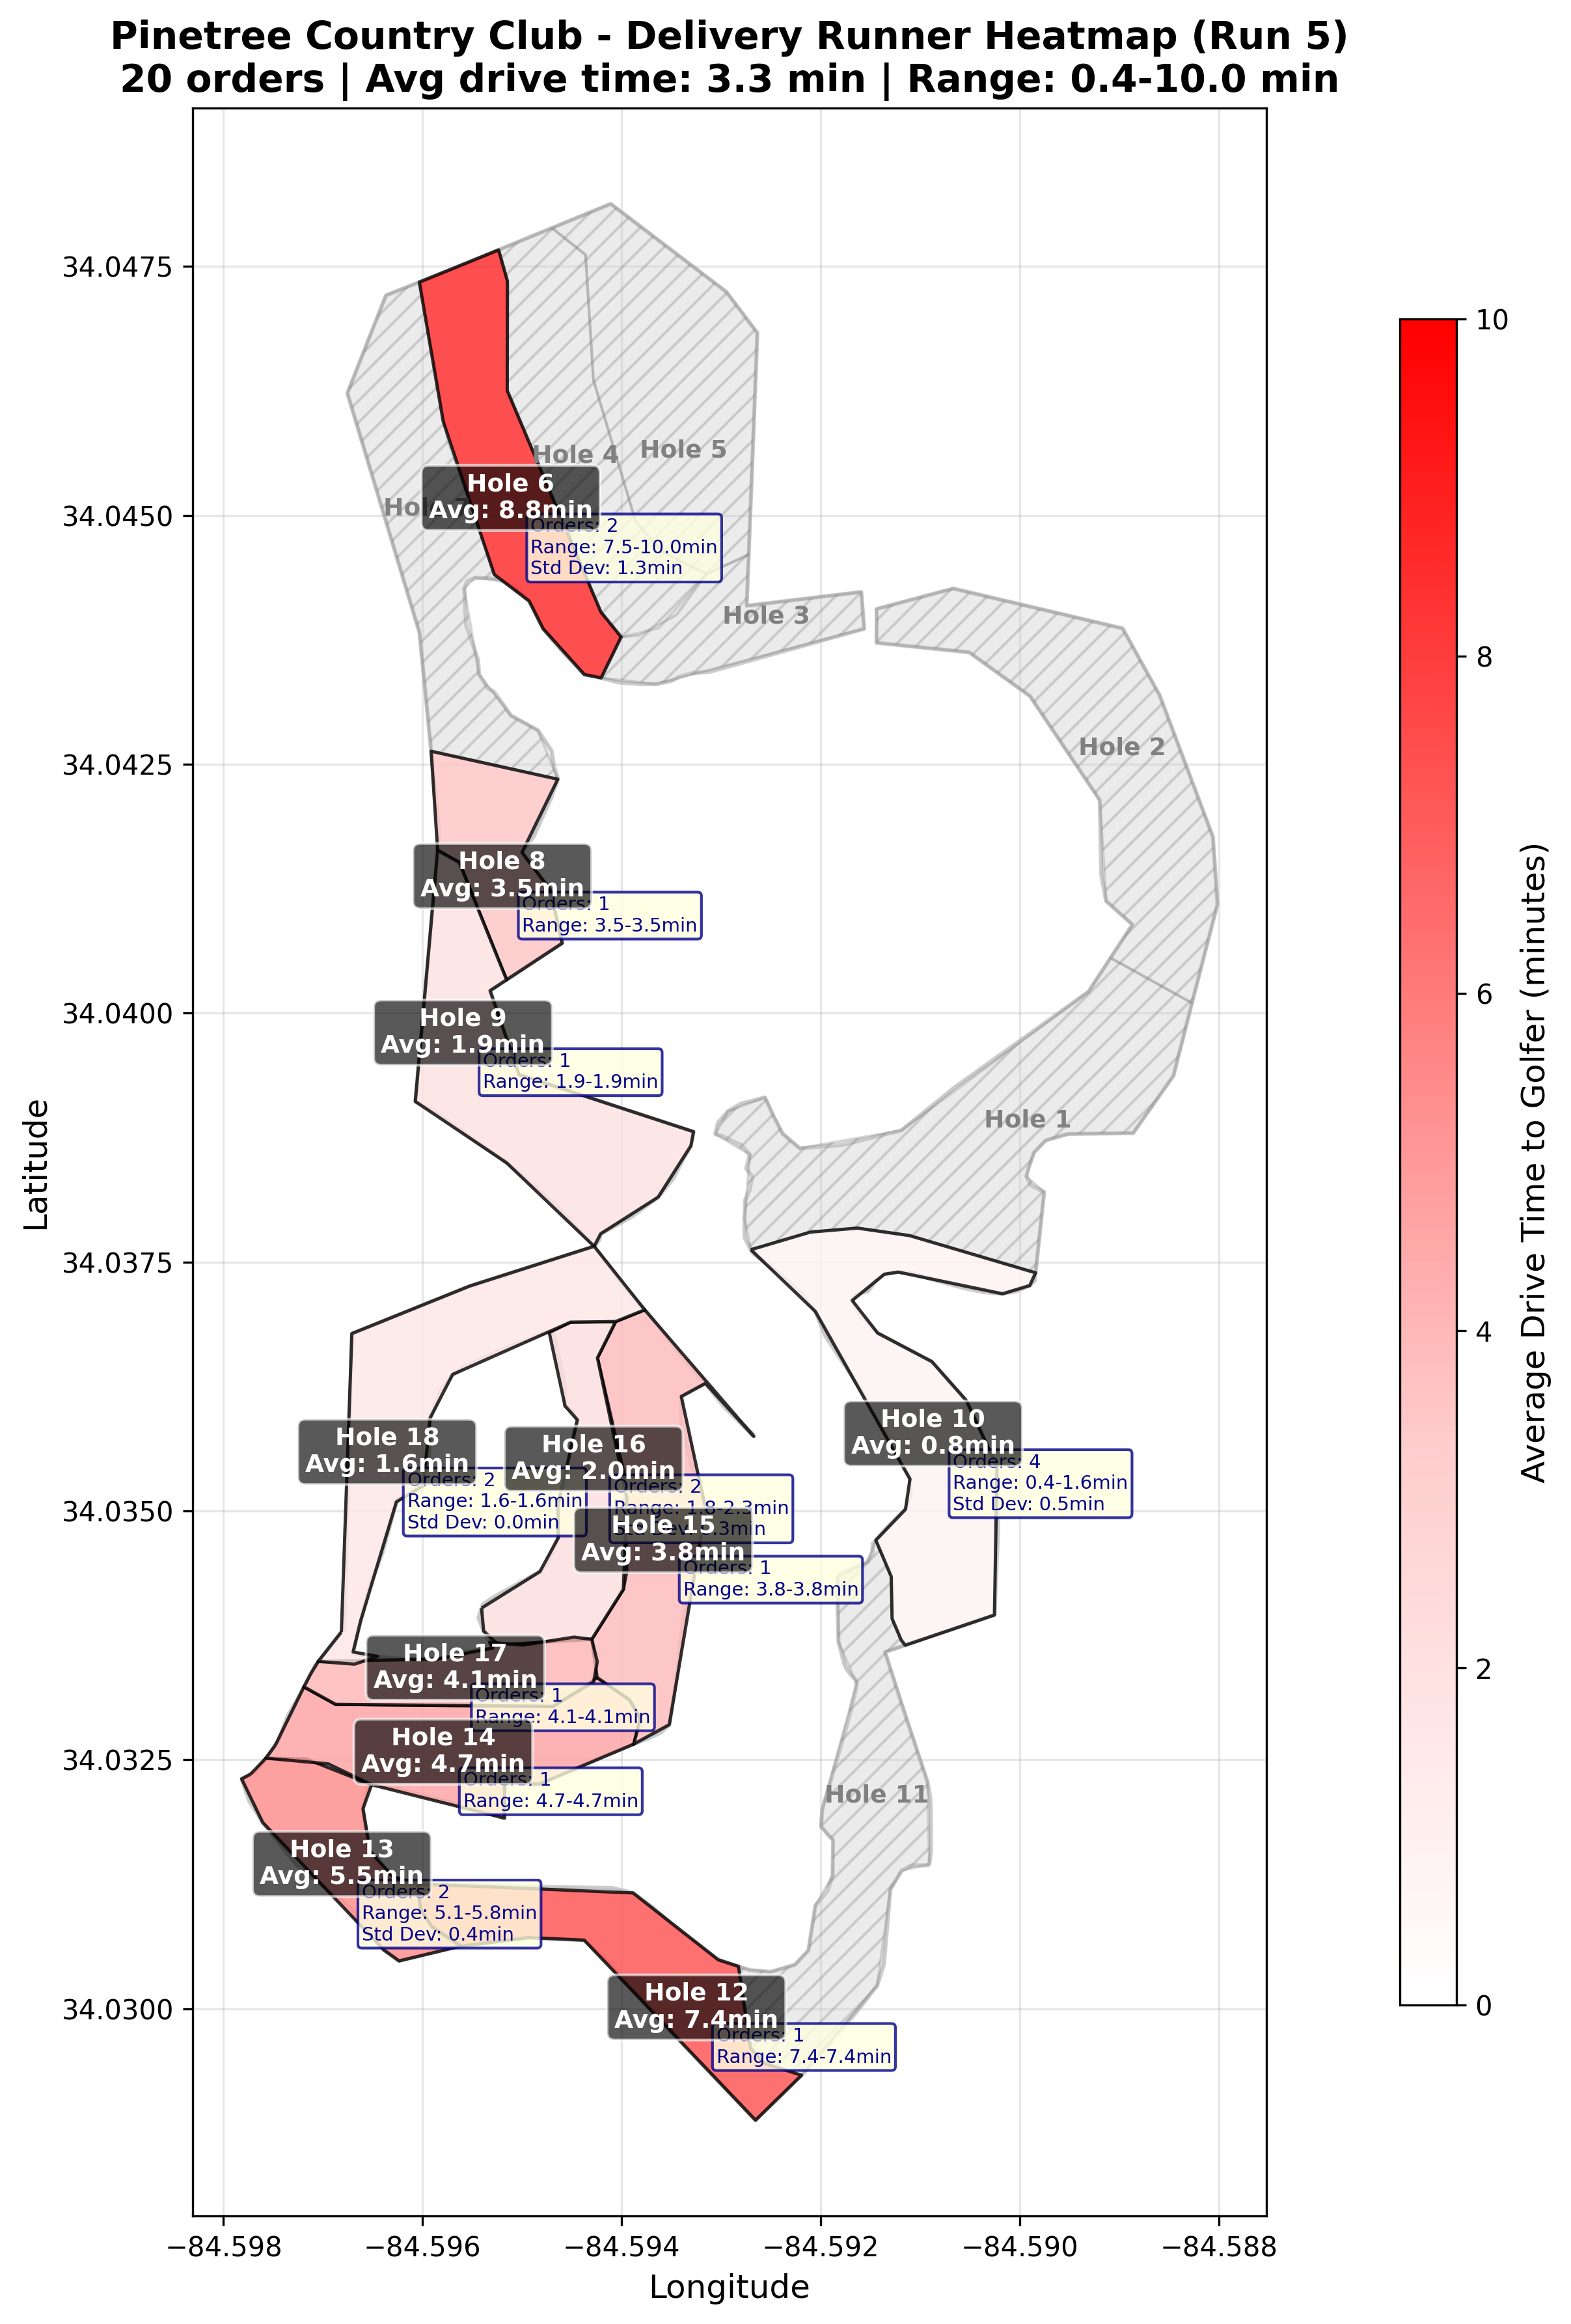 Pinetree Country Club - Delivery Runner Heatmap (Run 5)
20 orders | Avg drive time: 3.3 min | Range: 0.4-10.0 min
34.0475
34.0450
34.0425
34.0400
34.0375
34.0350
34.0325
34.0300
Latitude
−84.598
−84.596
−84.594
−84.592
−84.590
−84.588
Longitude
10
8
6
4
2
0
Average Drive Time to Golfer (minutes)
Hole 4
Hole 5
Hole 6
Avg: 8.8min
Orders: 2
Range: 7.5-10.0min
Std Dev: 1.3min
Hole 3
Hole 2
Hole 8
Avg: 3.5min
Orders: 1
Range: 3.5-3.5min
Hole 9
Avg: 1.9min
Orders: 1
Range: 1.9-1.9min
Hole 1
Hole 10
Avg: 0.8min
Orders: 4
Range: 0.4-1.6min
Std Dev: 0.5min
Hole 18
Avg: 1.6min
Orders: 2
Range: 1.6-1.6min
Std Dev: 0.0min
Hole 16
Avg: 2.0min
Orders: 2
Range: 1.8-2.3min
Hole 15
Avg: 3.8min
Orders: 1
Range: 3.8-3.8min
Hole 17
Avg: 4.1min
Orders: 1
Range: 4.1-4.1min
Hole 14
Avg: 4.7min
Orders: 1
Range: 4.7-4.7min
Hole 11
Hole 13
Avg: 5.5min
Orders: 2
Range: 5.1-5.8min
Std Dev: 0.4min
Hole 12
Avg: 7.4min
Orders: 1
Range: 7.4-7.4min